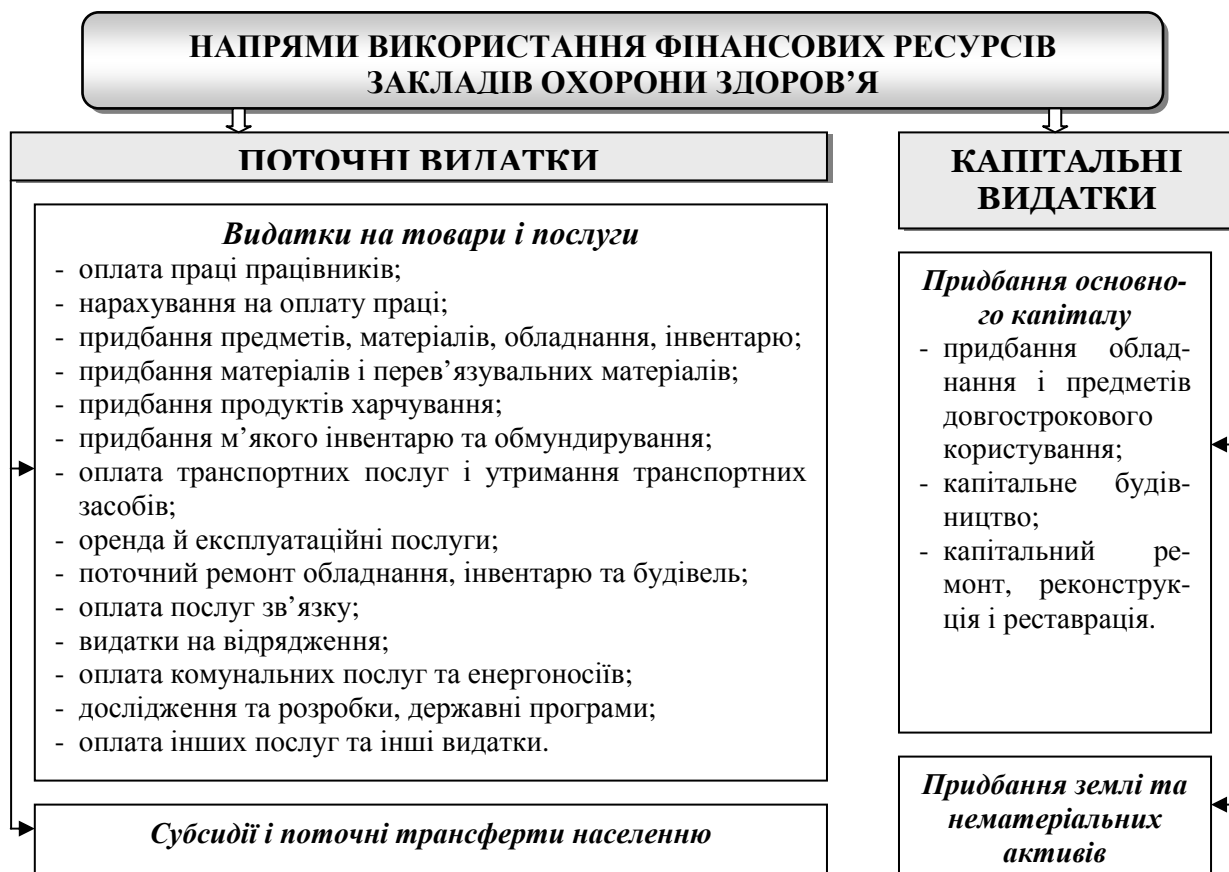 НАПРЯМИ ВИКОРИСТАННЯ ФІНАНСОВИХ РЕСУРСІВ
ЗАКЛАДІВ ОХОРОНИ ЗДОРОВ’Я
ПОТОЧНІ ВИДАТКИ
Видатки на товари і послуги
- оплата праці працівників;
- нарахування на оплату праці;
- придбання предметів, матеріалів, обладнання, інвентарю;
- придбання матеріалів і перев’язувальних матеріалів;
- придбання продуктів харчування;
- придбання м’якого інвентарю та обмундирування;
- оплата транспортних послуг і утримання транспортних
засобів;
- оренда й експлуатаційні послуги;
- поточний ремонт обладнання, інвентарю та будівель;
- оплата послуг зв’язку;
- видатки на відрядження;
- оплата комунальних послуг та енергоносіїв;
- дослідження та розробки, державні програми;
- оплата інших послуг та інші видатки.
Субсидії і поточні трансферти населенню
КАПІТАЛЬНІ
ВИДАТКИ
Придбання основно-
го капіталу
- придбання облад-
нання і предметів
довгострокового
користування;
- капітальне будів-
ництво;
- капітальний ре-
монт, реконструк-
ція і реставрація.
Придбання землі та
нематеріальних
активів